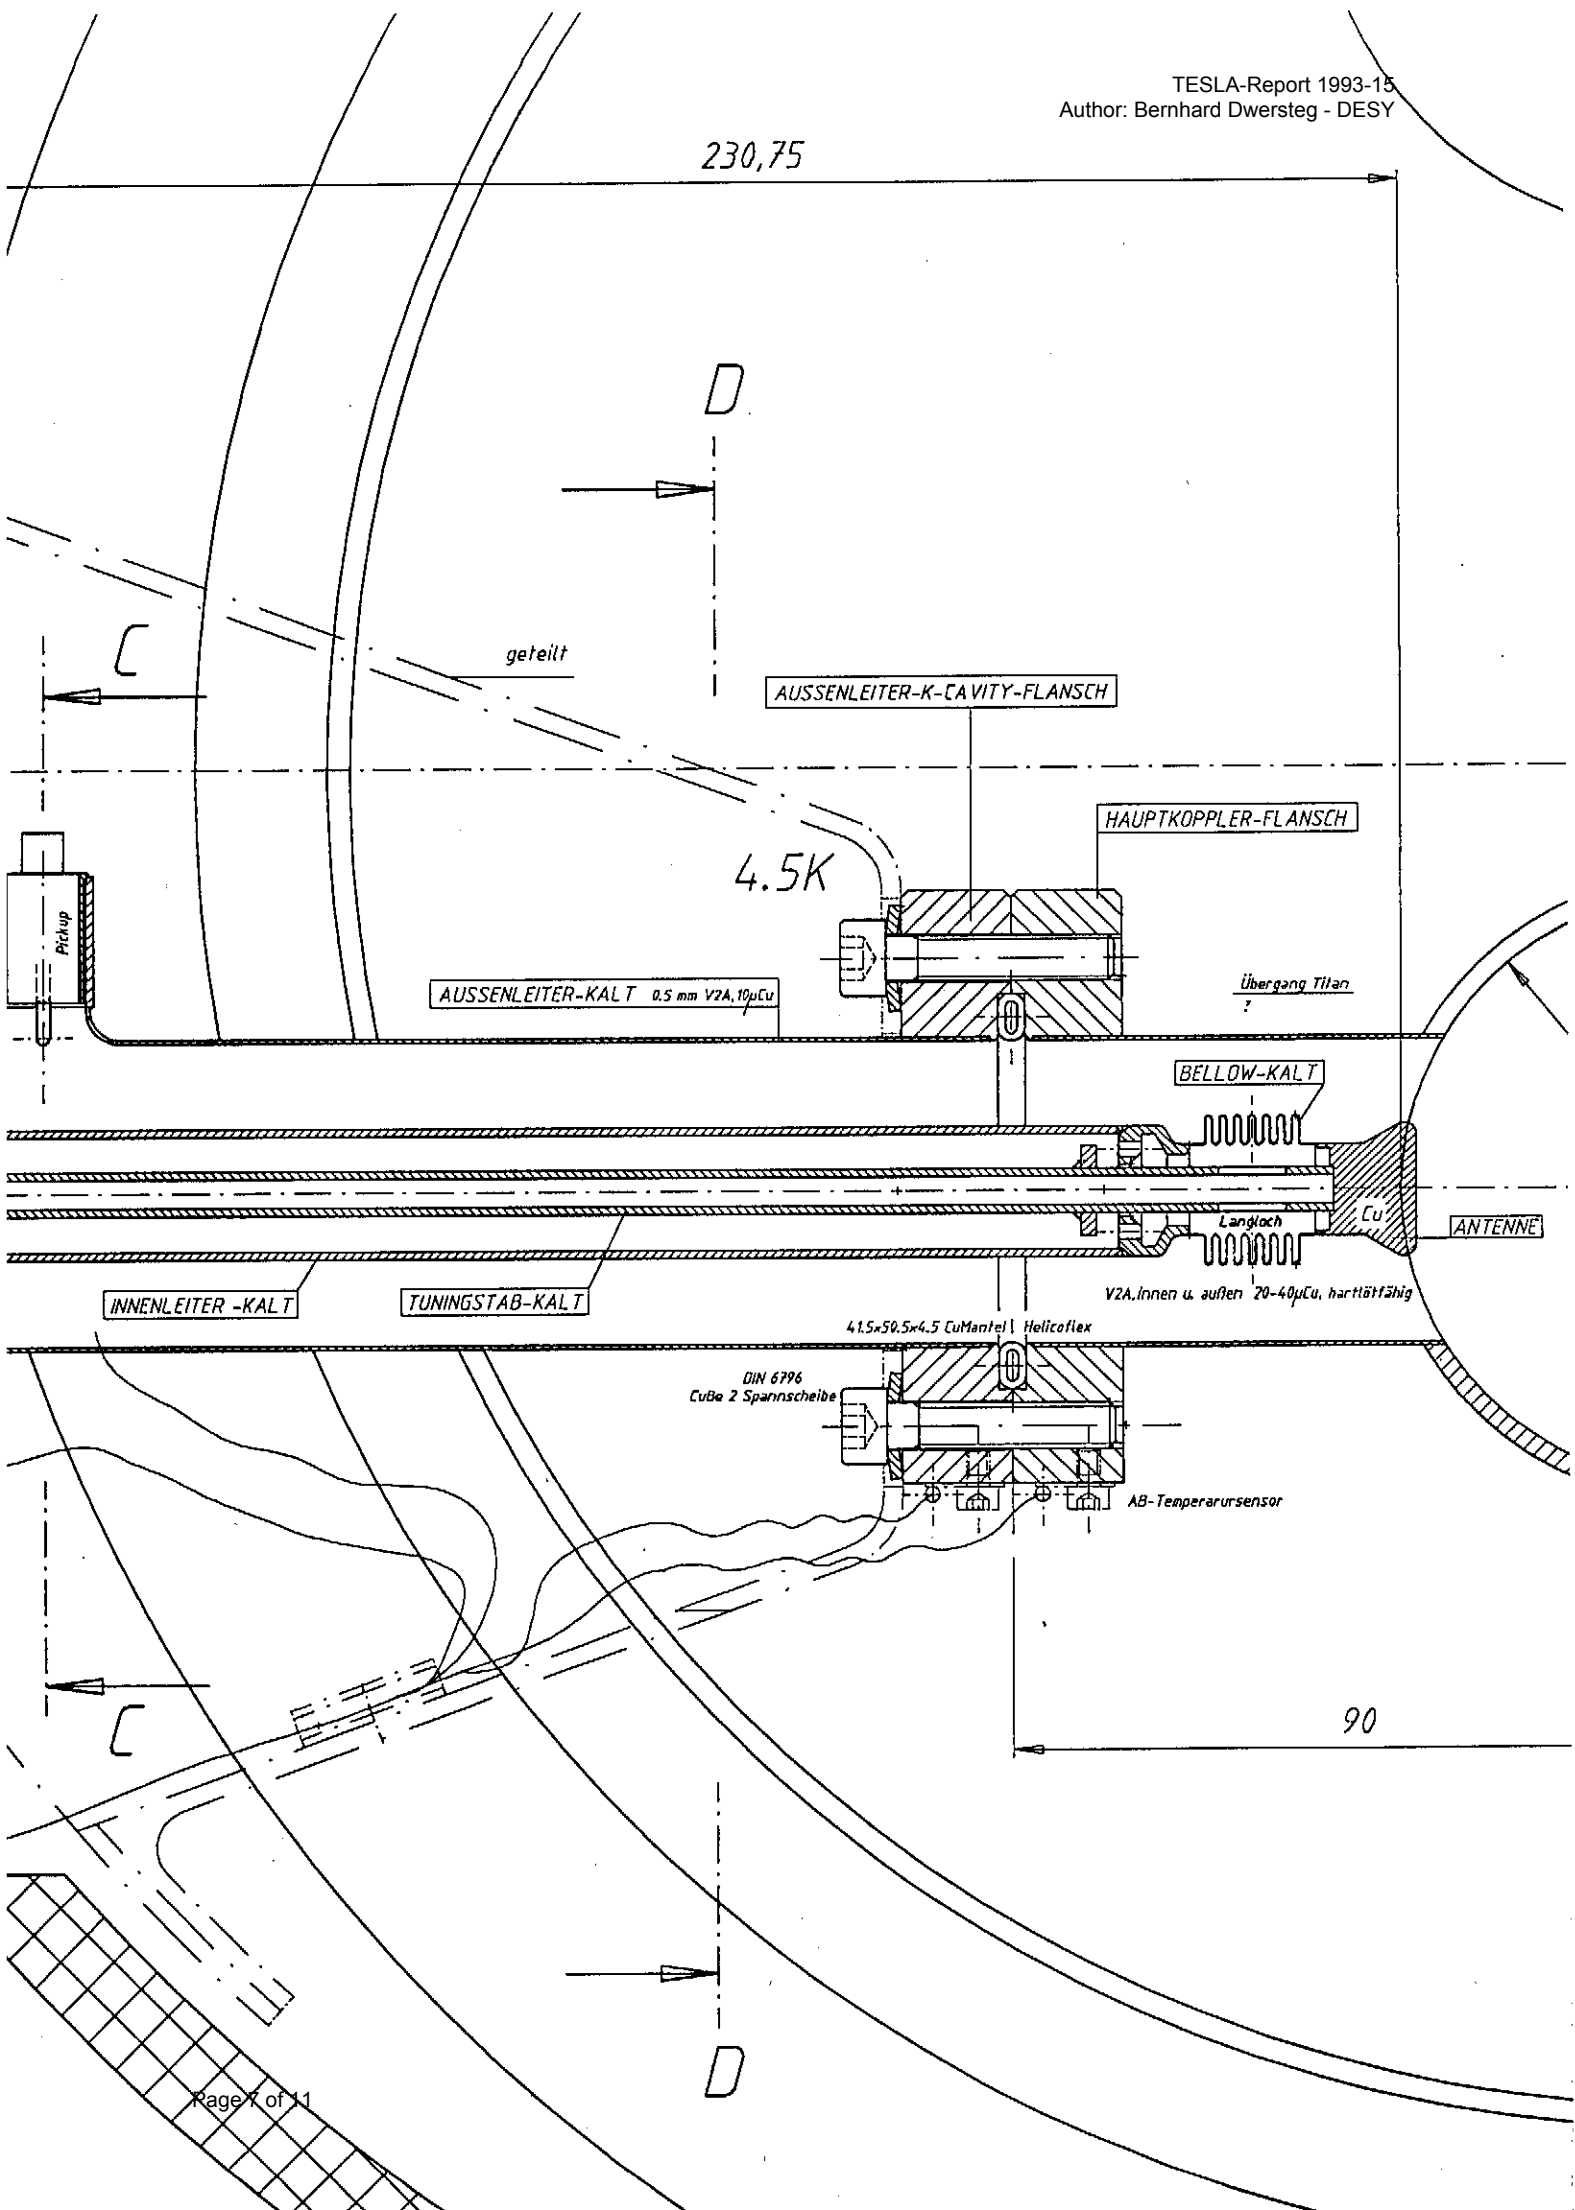 TESLA-Report 1993-15
Author: Bernhard Dwersteg - DESY
230,75
D
C
geteilt
AUSSENLEITER-K-CAVITY-FLANSCH
HAUPTKOPPLER-FLANSCH
4.5K
Pickup
AUSSENLEITER-KALT 0.5 mm V2A, 10µCu
Übergang Titan
?
BELLOW-KALT
Langloch
Cu
ANTENNE
INNENLEITER -KALT
TUNINGSTAB-KALT
V2A, innen u. außen 20-40µCu, hartlötfähig
41.5x50.5x4.5 CuMantel Helicoflex
DIN 6796
CuBe 2 Spannscheibe
AB-Temperarursensor
C
90
D
Page 7 of 11